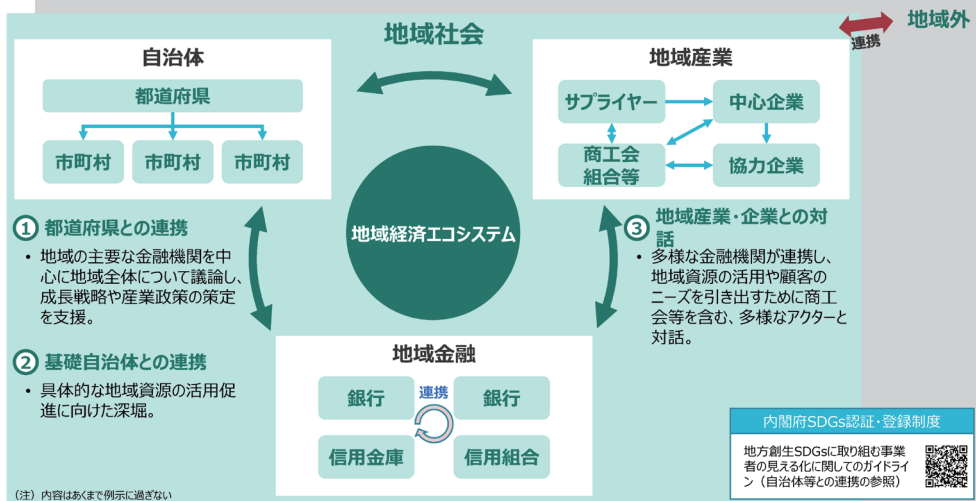 地域外
連携
地域社会
自治体
都道府県
市町村
市町村
市町村
地域産業
サプライヤー
中心企業
商工会
組合等
協力企業
地域経済エコシステム
① 都道府県との連携
• 地域の主要な金融機関を中
心に地域全体について議論し、
成長戦略や産業政策の策定
を支援。
② 基礎自治体との連携
• 具体的な地域資源の活用促
進に向けた深堀。
③ 地域産業・企業との対
話
• 多様な金融機関が連携し、
地域資源の活用や顧客の
ニーズを引き出すために商工
会等を含む、多様なアクターと
対話。
地域金融
銀行
連携
銀行
信用金庫
信用組合
内閣府SDGs認証・登録制度
地方創生SDGsに取り組む事業
者の見える化に関してのガイドライ
ン（自治体等との連携の参照）
（注）内容はあくまで例示に過ぎない